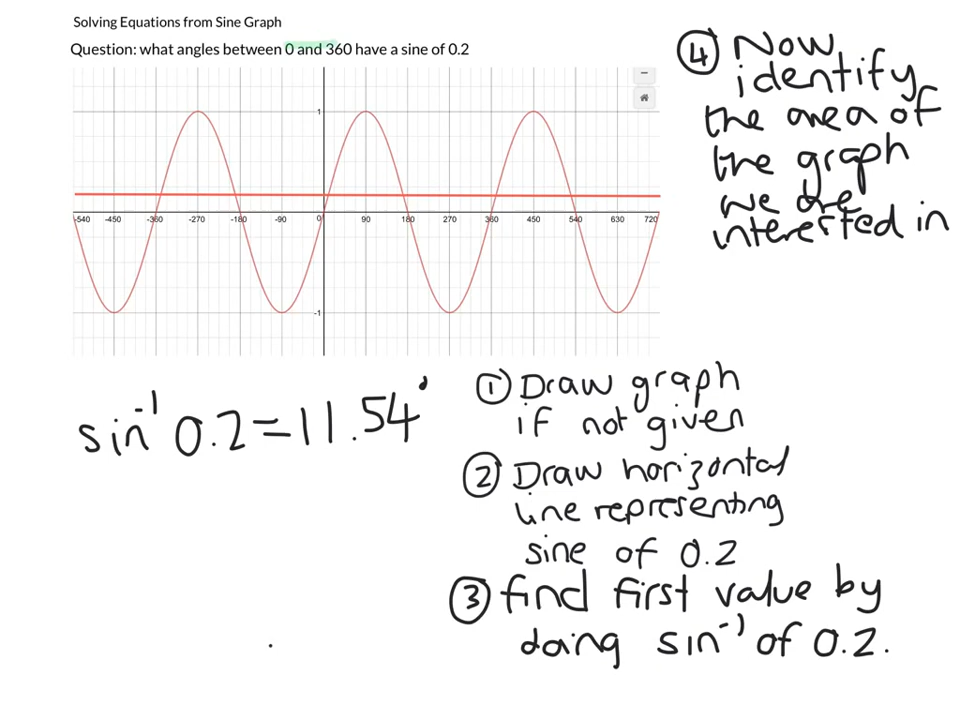 Solving Equations from Sine Graph
Question: what angles between 0 and 360 have a sine of 0.2
1
-540 -450 -360 -270 -180 -90 0 90 180 270 360 450 540 630 720
-1
sin⁻¹ 0.2 = 11.54°
① Draw graph
if not given
② Draw horizontal
line representing
sine of 0.2
③ find first value by
doing sin⁻¹ of 0.2.
④ Now
identify
the area of
the graph
we are
interested in